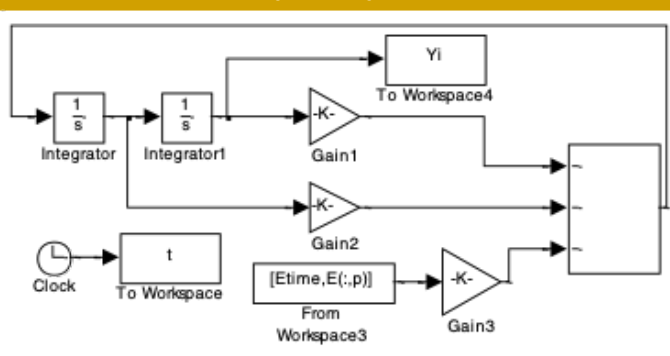 Yi
To Workspace4
1
s
Integrator
1
s
Integrator1
-K-
Gain1
-K-
Gain2
Clock
t
To Workspace
[Etime,E(:,p)]
From
Workspace3
-K-
Gain3